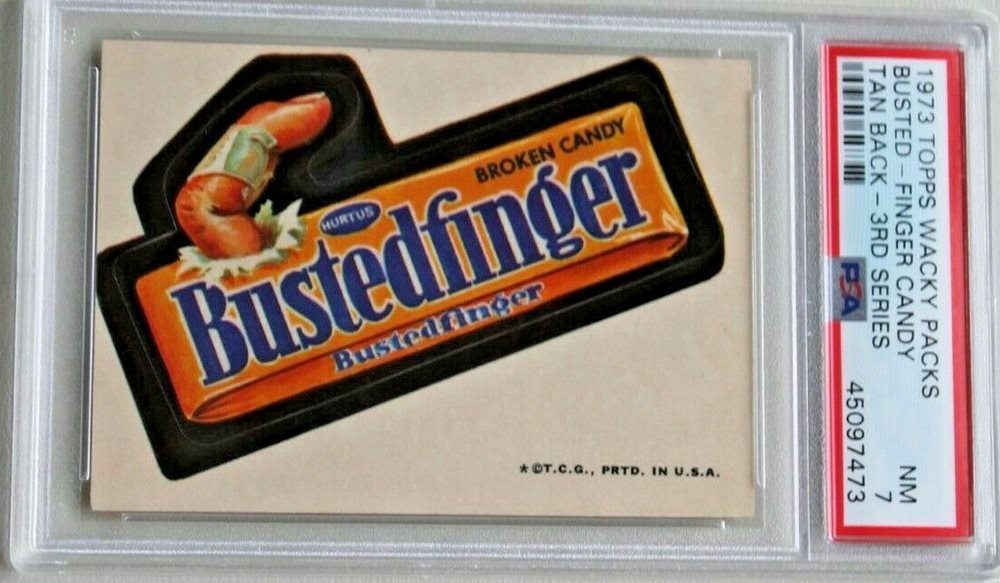 BROKEN CANDY
HURTUS
Bustedfinger
Bustedfinger
*©T.C.G., PRTD. IN U.S.A.
1973 TOPPS WACKY PACKS
BUSTED-FINGER CANDY
TAN BACK-3RD SERIES
NM
7
PSA
45097473